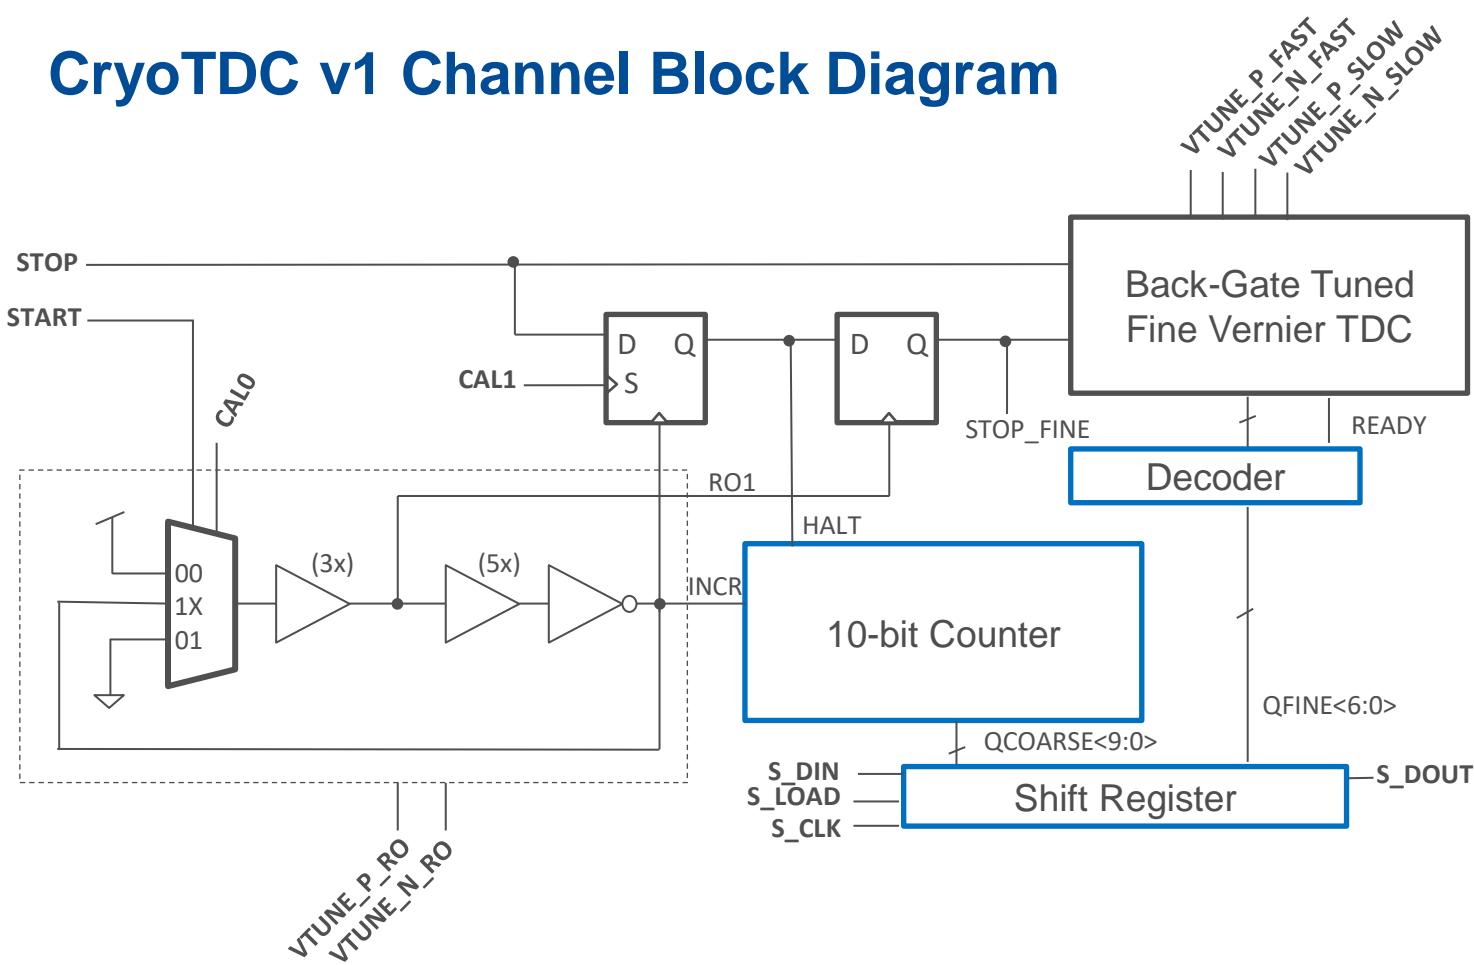 CryoTDC v1 Channel Block Diagram
VTUNE_P_FAST
VTUNE_N_FAST
VTUNE_P_SLOW
VTUNE_N_SLOW
STOP
START
Back-Gate Tuned
Fine Vernier TDC
D Q
S
CAL1
D Q
CAL0
STOP_FINE
READY
Decoder
RO1
HALT
(3x)
(5x)
00
1X
01
INCR
10-bit Counter
QFINE<6:0>
QCOARSE<9:0>
S_DIN
S_LOAD
S_CLK
Shift Register
S_DOUT
VTUNE_P_RO
VTUNE_N_RO